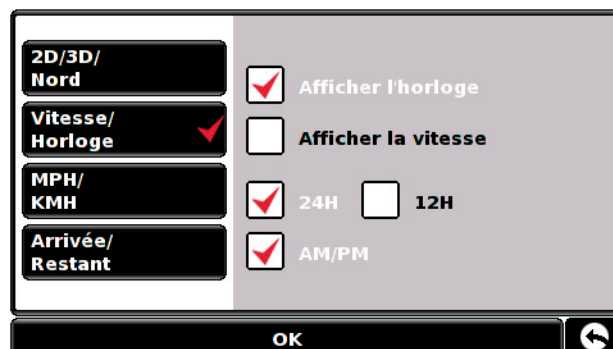 2D/3D/
Nord
Vitesse/
Horloge
MPH/
KMH
Arrivée/
Restant
Afficher l'horloge
Afficher la vitesse
24H 12H
AM/PM
OK